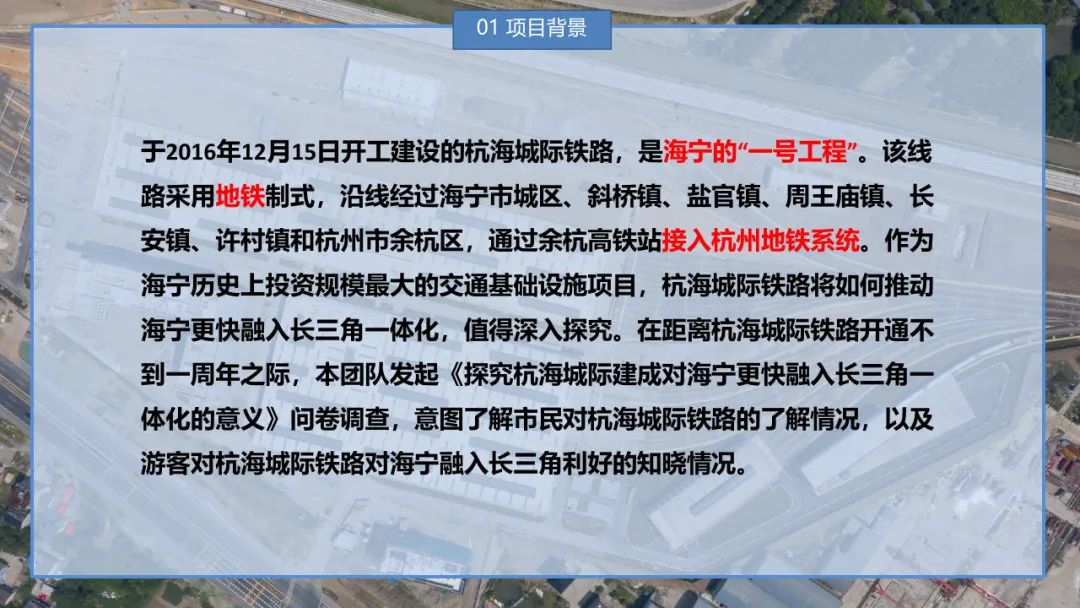 01 项目背景
于2016年12月15日开工建设的杭海城际铁路，是海宁的“一号工程”。该线
路采用地铁制式，沿线经过海宁市城区、斜桥镇、盐官镇、周王庙镇、长
安镇、许村镇和杭州市余杭区，通过余杭高铁站接入杭州地铁系统。作为
海宁历史上投资规模最大的交通基础设施项目，杭海城际铁路将如何推动
海宁更快融入长三角一体化，值得深入探究。在距离杭海城际铁路开通不
到一周年之际，本团队发起《探究杭海城际建成对海宁更快融入长三角一
体化的意义》问卷调查，意图了解市民对杭海城际铁路的了解情况，以及
游客对杭海城际铁路对海宁融入长三角利好的知晓情况。